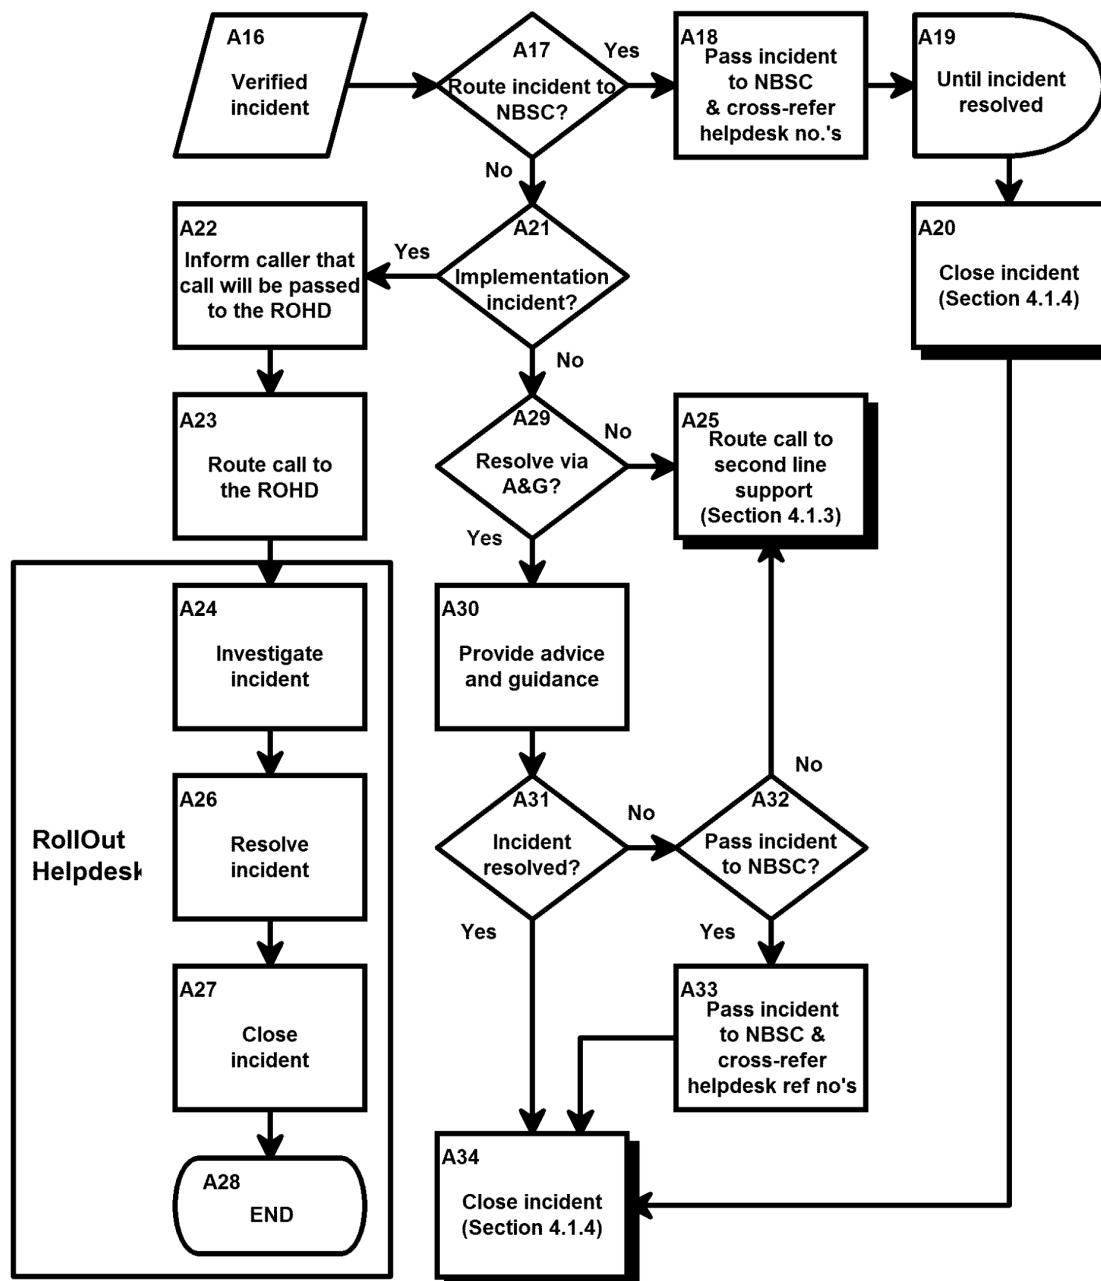 A16
Verified
incident
A17
Route incident to
NBSC?
Yes
A18
Pass incident
to NBSC
& cross-refer
helpdesk no.'s
A19
Until incident
resolved
No
A22
Inform caller that
call will be passed
to the ROHD
Yes
A21
Implementation
incident?
A20
Close incident
(Section 4.1.4)
No
A23
Route call to
the ROHD
A29
Resolve via
A&G?
No
A25
Route call to
second line
support
(Section 4.1.3)
Yes
A24
Investigate
incident
A30
Provide advice
and guidance
No
A26
Resolve
incident
A31
Incident
resolved?
No
A32
Pass incident
to NBSC?
RollOut
Helpdesk
Yes
Yes
A27
Close
incident
A33
Pass incident
to NBSC &
cross-refer
helpdesk ref no's
A28
END
A34
Close incident
(Section 4.1.4)